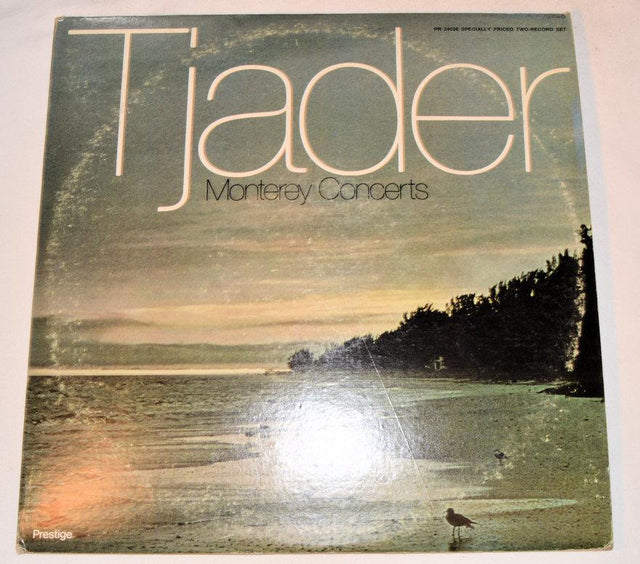 PR-24026 SPECIALLY PRICED TWO-RECORD SET
Tjader
Monterey Concerts
Prestige